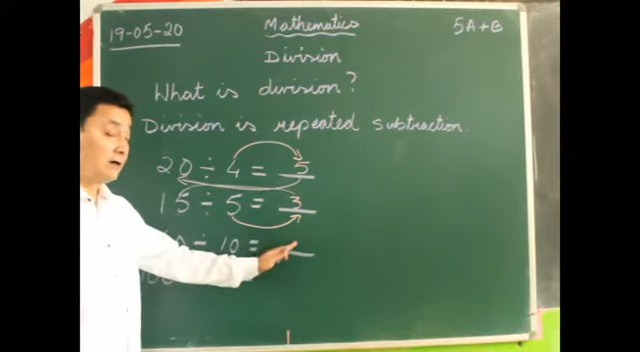 19-05-20
Mathematics
5A+B
Division
What is division?
Division is repeated subtraction.
20 ÷ 4 = 5
15 ÷ 5 = 3
0 ÷ 10 =